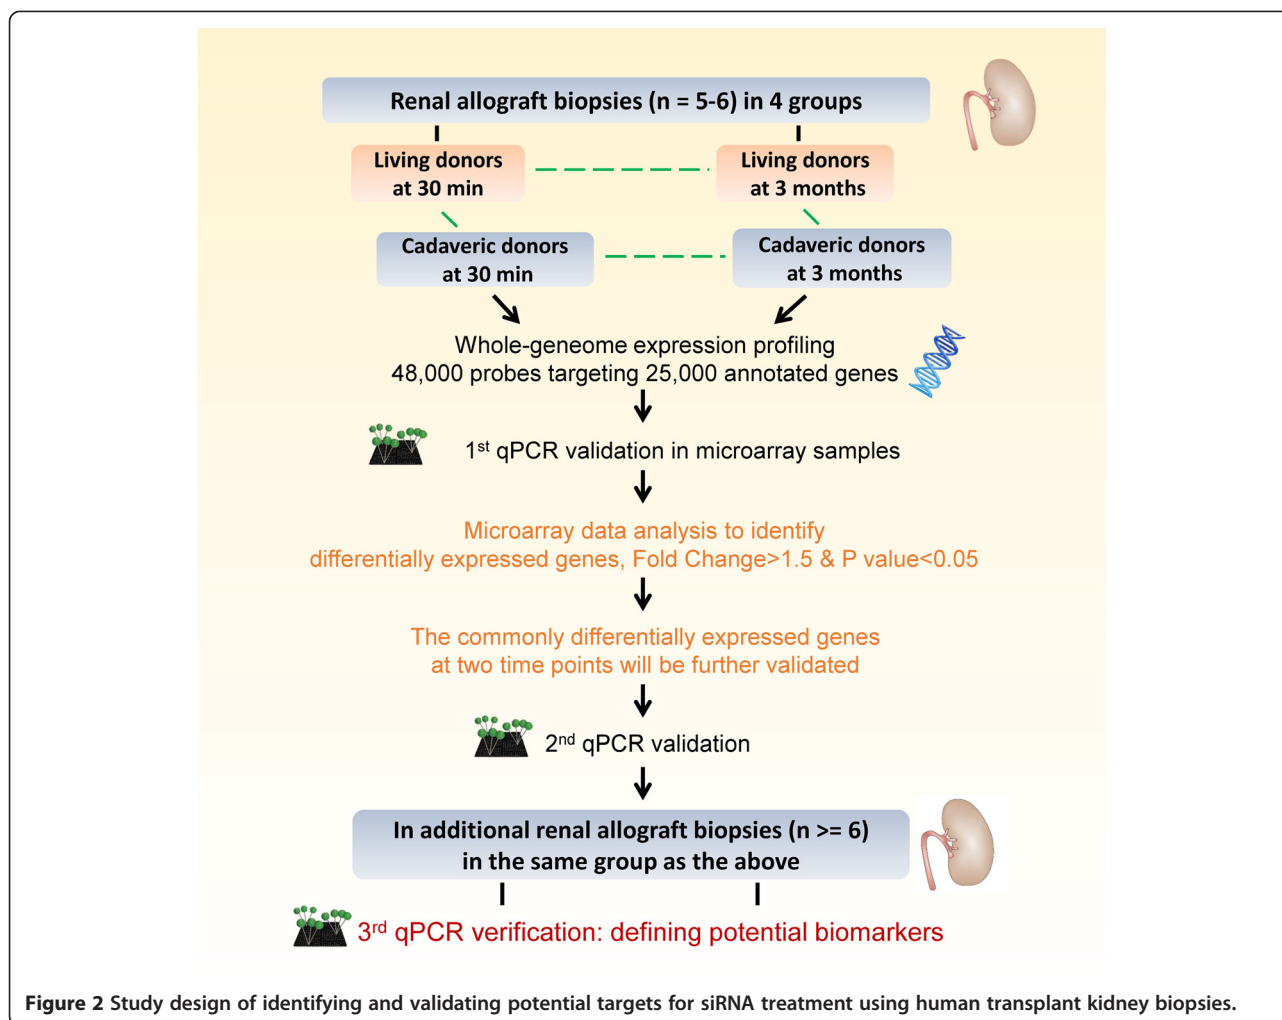 Renal allograft biopsies (n = 5-6) in 4 groups
Living donors
at 30 min
Living donors
at 3 months
Cadaveric donors
at 30 min
Cadaveric donors
at 3 months
Whole-geneome expression profiling
48,000 probes targeting 25,000 annotated genes
1st qPCR validation in microarray samples
Microarray data analysis to identify
differentially expressed genes, Fold Change>1.5 & P value<0.05
The commonly differentially expressed genes
at two time points will be further validated
2nd qPCR validation
In additional renal allograft biopsies (n >= 6)
in the same group as the above
3rd qPCR verification: defining potential biomarkers
Figure 2 Study design of identifying and validating potential targets for siRNA treatment using human transplant kidney biopsies.